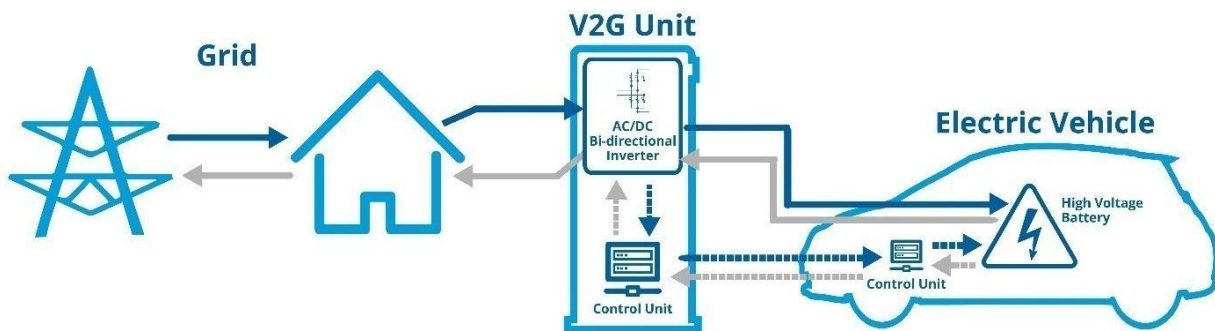 Grid
V2G Unit
AC/DC
Bi-directional
Inverter
Control Unit
Electric Vehicle
High Voltage
Battery
Control Unit